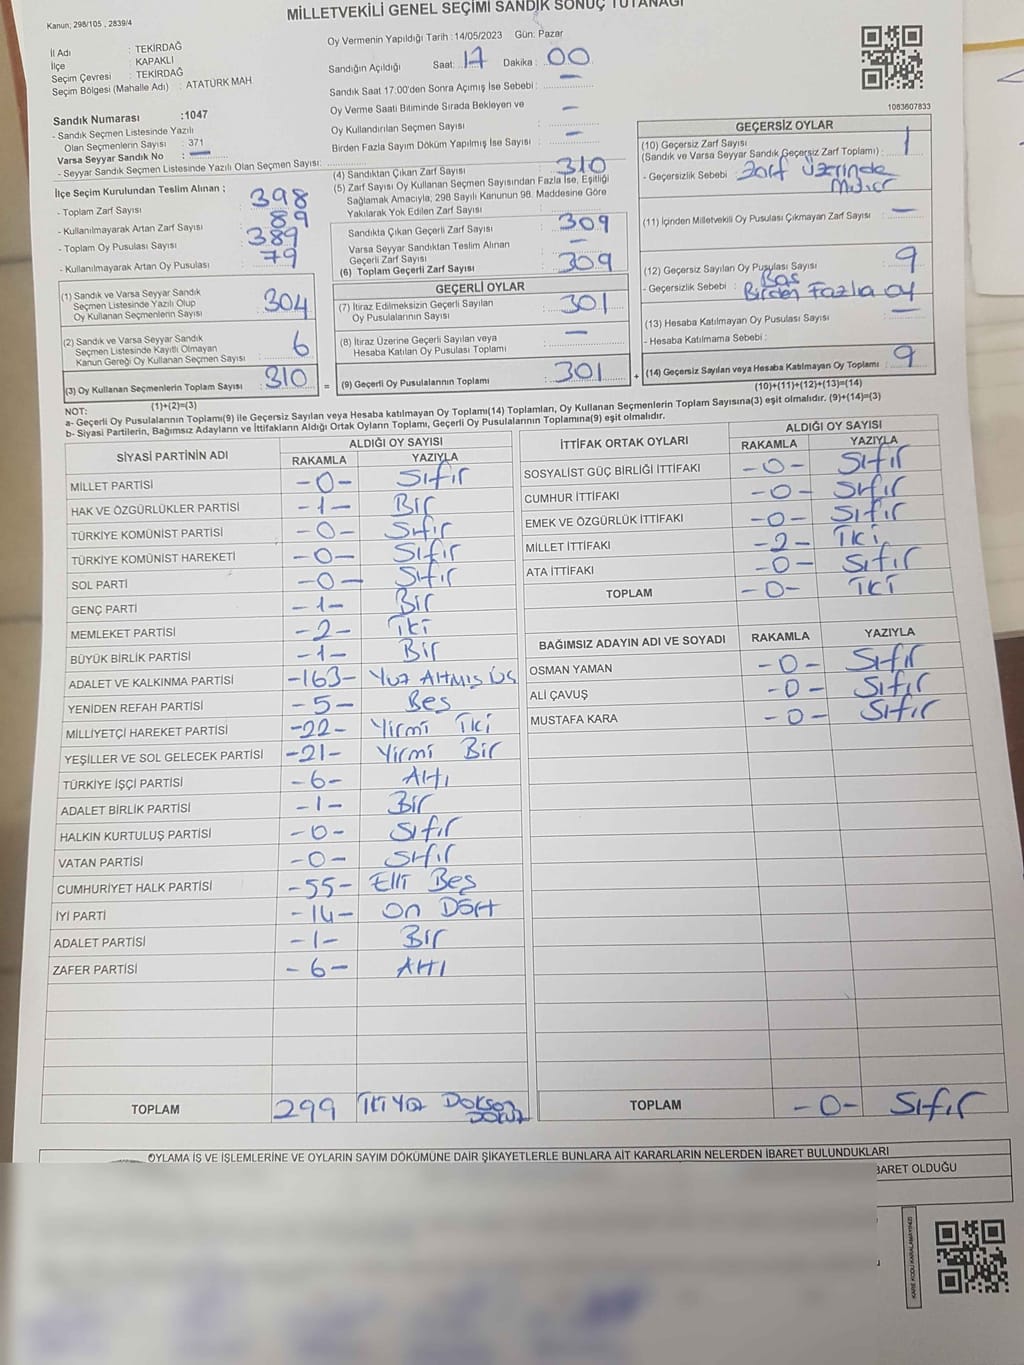 MİLLETVEKİLİ GENEL SEÇİMİ SANDIK SONUÇ TUTANAĞI
Kanun; 298/105 , 2839/4
İl Adı : TEKİRDAĞ
İlçe : KAPAKLI
Seçim Çevresi : TEKİRDAĞ
Seçim Bölgesi (Mahalle Adı) : ATATÜRK MAH
Sandık Numarası :1047
- Sandık Seçmen Listesinde Yazılı
Olan Seçmenlerin Sayısı : 371
Varsa Seyyar Sandık No : —
- Seyyar Sandık Seçmen Listesinde Yazılı Olan Seçmen Sayısı:
Oy Vermenin Yapıldığı Tarih :14/05/2023 Gün: Pazar
Sandığın Açıldığı Saat: 17 Dakika : 00
Sandık Saat 17:00'den Sonra Açımış İse Sebebi : —
Oy Verme Saati Bitiminde Sırada Bekleyen ve
Oy Kullandırılan Seçmen Sayısı : —
Birden Fazla Sayım Döküm Yapılmış İse Sayısı : —
1083607833
İlçe Seçim Kurulundan Teslim Alınan ;
- Toplam Zarf Sayısı : 398
- Kullanılmayarak Artan Zarf Sayısı : 89
- Toplam Oy Pusulası Sayısı : 389
- Kullanılmayarak Artan Oy Pusulası : 79
(1) Sandık ve Varsa Seyyar Sandık
Seçmen Listesinde Yazılı Olup
Oy Kullanan Seçmenlerin Sayısı : 304
(2) Sandık ve Varsa Seyyar Sandık
Seçmen Listesinde Kayıtlı Olmayan
Kanun Gereği Oy Kullanan Seçmen Sayısı : 6
(3) Oy Kullanan Seçmenlerin Toplam Sayısı : 310
(1)+(2)=(3)
(4) Sandıktan Çıkan Zarf Sayısı : 310
(5) Zarf Sayısı Oy Kullanan Seçmen Sayısından Fazla İse, Eşitliği
Sağlamak Amacıyla; 298 Sayılı Kanunun 98. Maddesine Göre
Yakılarak Yok Edilen Zarf Sayısı :
Sandıkta Çıkan Geçerli Zarf Sayısı : 309
Varsa Seyyar Sandıktan Teslim Alınan
Geçerli Zarf Sayısı : —
(6) Toplam Geçerli Zarf Sayısı : 309
GEÇERLİ OYLAR
(7) İtiraz Edilmeksizin Geçerli Sayılan
Oy Pusulalarının Sayısı : 301
(8) İtiraz Üzerine Geçerli Sayılan veya
Hesaba Katılan Oy Pusulası Toplamı : —
= (9) Geçerli Oy Pusulalarının Toplamı : 301
GEÇERSİZ OYLAR
(10) Geçersiz Zarf Sayısı
(Sandık ve Varsa Seyyar Sandık Geçersiz Zarf Toplamı) : 1
- Geçersizlik Sebebi : Zarf Üzerinde
(11) İçinden Milletvekili Oy Pusulası Çıkmayan Zarf Sayısı : —
(12) Geçersiz Sayılan Oy Pusulası Sayısı : 9
- Geçersizlik Sebebi : Boş
Birden Fazla oy
(13) Hesaba Katılmayan Oy Pusulası Sayısı : —
- Hesaba Katılmama Sebebi :
+ (14) Geçersiz Sayılan veya Hesaba Katılmayan Oy Toplamı : 9
(10)+(11)+(12)+(13)=(14)
NOT:
a- Geçerli Oy Pusulalarının Toplamı(9) ile Geçersiz Sayılan veya Hesaba katılmayan Oy Toplamı(14) Toplamları, Oy Kullanan Seçmenlerin Toplam Sayısına(3) eşit olmalıdır. (9)+(14)=(3)
b- Siyasi Partilerin, Bağımsız Adayların ve İttifakların Aldığı Ortak Oyların Toplamı, Geçerli Oy Pusulalarının Toplamına(9) eşit olmalıdır.
SİYASİ PARTİNİN ADI ALDIĞI OY SAYISI
RAKAMLA YAZIYLA
MİLLET PARTİSİ -0- Sıfır
HAK VE ÖZGÜRLÜKLER PARTİSİ -1- Bir
TÜRKİYE KOMÜNİST PARTİSİ -0- Sıfır
TÜRKİYE KOMÜNİST HAREKETİ -0- Sıfır
SOL PARTİ -0- Sıfır
GENÇ PARTİ -1- Bir
MEMLEKET PARTİSİ -2- İki
BÜYÜK BİRLİK PARTİSİ -1- Bir
ADALET VE KALKINMA PARTİSİ -163- Yüz Altmış Üç
YENİDEN REFAH PARTİSİ -5- Beş
MİLLİYETÇİ HAREKET PARTİSİ -22- Yirmi İki
YEŞİLLER VE SOL GELECEK PARTİSİ -21- Yirmi Bir
TÜRKİYE İŞÇİ PARTİSİ -6- Altı
ADALET BİRLİK PARTİSİ -1- Bir
HALKIN KURTULUŞ PARTİSİ -0- Sıfır
VATAN PARTİSİ -0- Sıfır
CUMHURİYET HALK PARTİSİ -55- Elli Beş
İYİ PARTİ -14- On Dört
ADALET PARTİSİ -1- Bir
ZAFER PARTİSİ -6- Altı
TOPLAM 299 İki Yüz Doksan Dokuz
İTTİFAK ORTAK OYLARI ALDIĞI OY SAYISI
RAKAMLA YAZIYLA
SOSYALİST GÜÇ BİRLİĞİ İTTİFAKI -0- Sıfır
CUMHUR İTTİFAKI -0- Sıfır
EMEK VE ÖZGÜRLÜK İTTİFAKI -0- Sıfır
MİLLET İTTİFAKI -2- İki
ATA İTTİFAKI -0- Sıfır
TOPLAM -0- İki
BAĞIMSIZ ADAYIN ADI VE SOYADI RAKAMLA YAZIYLA
OSMAN YAMAN -0- Sıfır
ALİ ÇAVUŞ -0- Sıfır
MUSTAFA KARA -0- Sıfır
TOPLAM -0- Sıfır
OYLAMA İŞ VE İŞLEMLERİNE VE OYLARIN SAYIM DÖKÜMÜNE DAİR ŞİKAYETLERLE BUNLARA AİT KARARLARIN NELERDEN İBARET BULUNDUKLARI
BARET OLDUĞU
KARE KODU KARALAMAYINIZ!